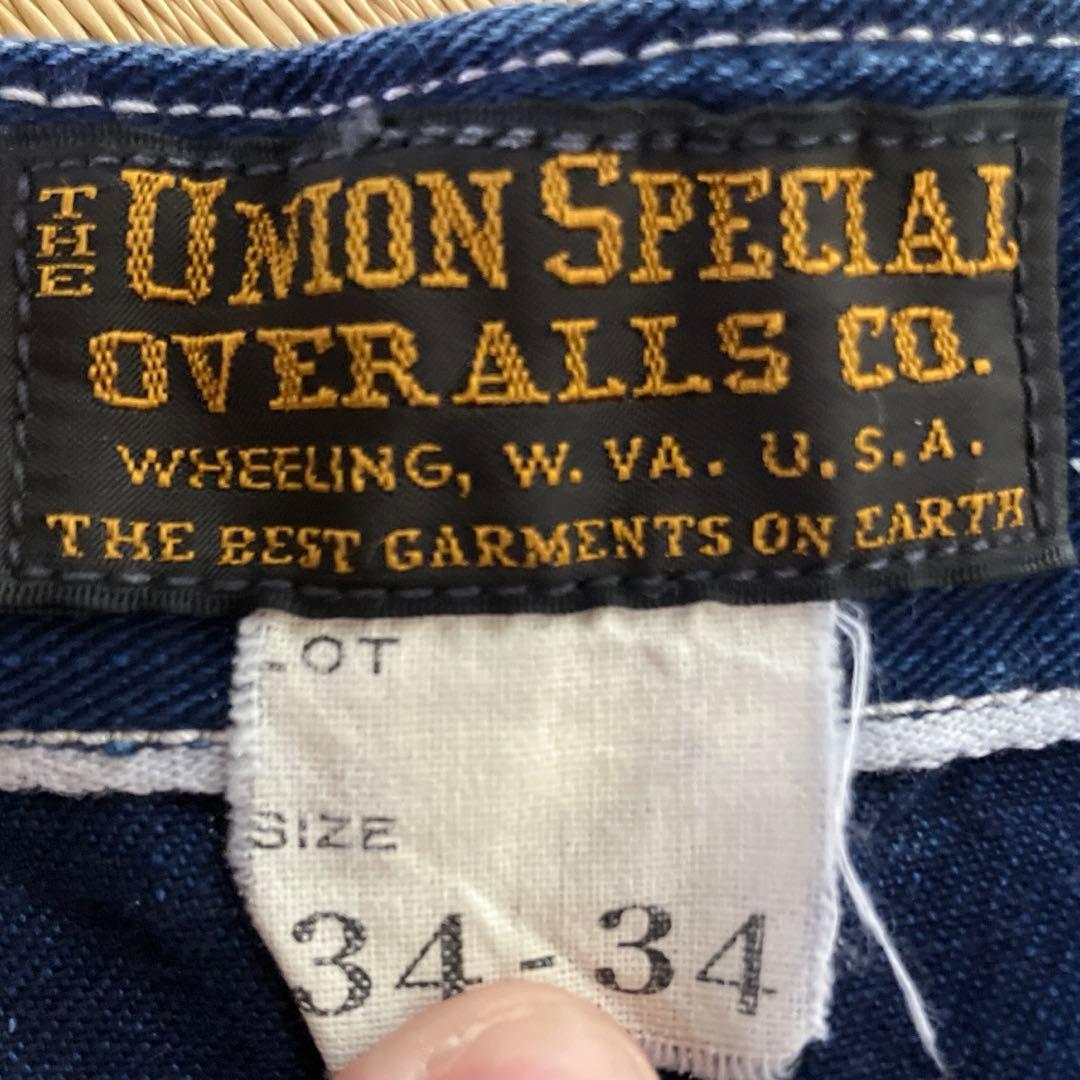 THE UNION SPECIAL
OVERALLS CO.
WHEELING, W. VA. U.S.A.
THE BEST GARMENTS ON EARTH
LOT
SIZE
34-34